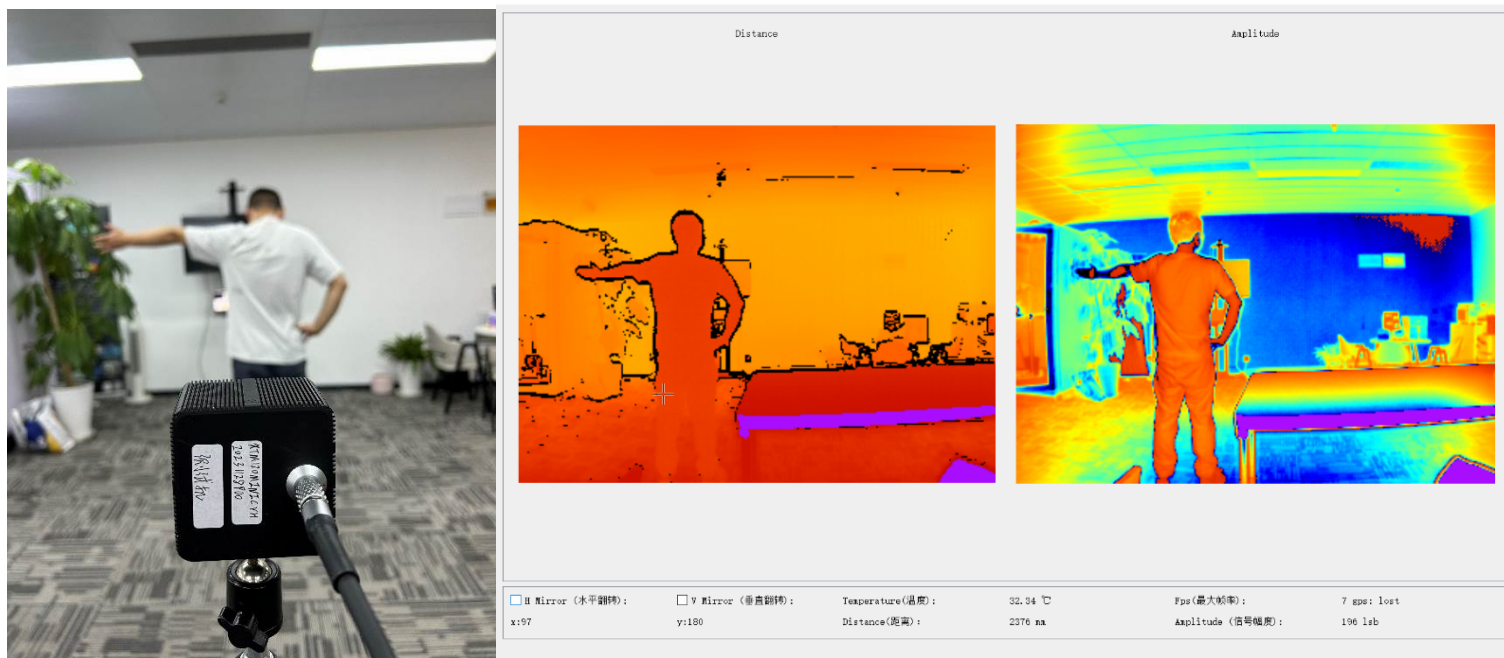 Distance
Amplitude
H Mirror (水平翻转):
V Mirror (垂直翻转):
Temperature(温度):
32.34 ℃
Fps(最大帧率):
7 gps: lost
x:97
y:180
Distance(距离):
2376 mm
Amplitude (信号幅度):
196 lsb